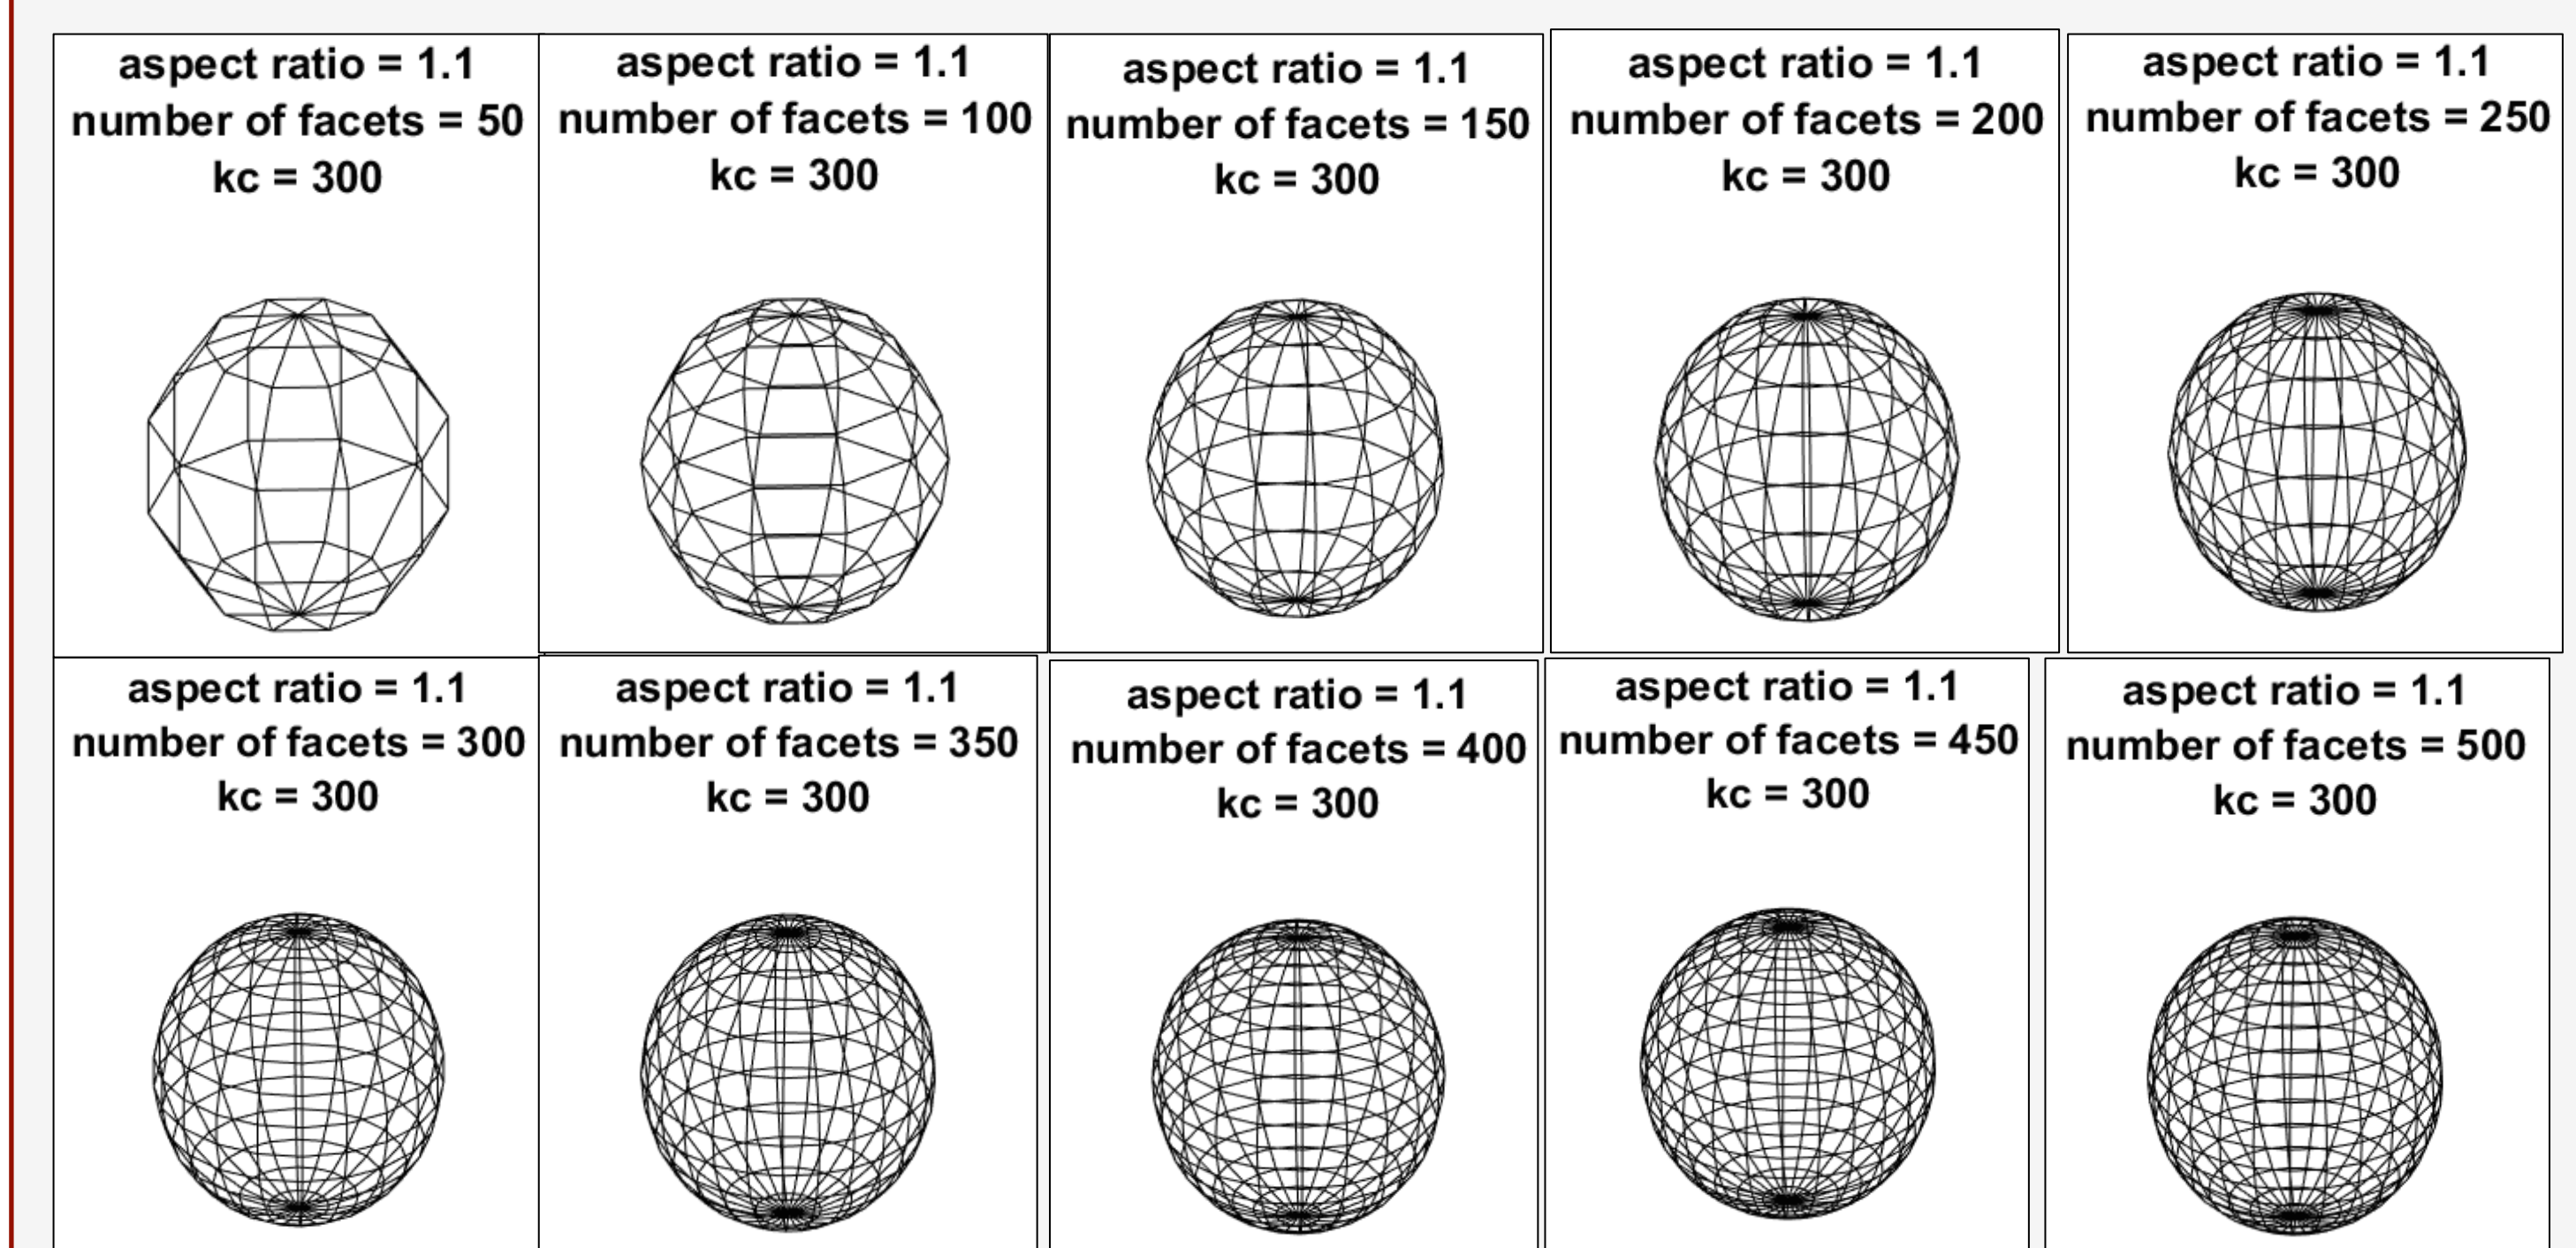 aspect ratio = 1.1
number of facets = 50
kc = 300
aspect ratio = 1.1
number of facets = 100
kc = 300
aspect ratio = 1.1
number of facets = 150
kc = 300
aspect ratio = 1.1
number of facets = 200
kc = 300
aspect ratio = 1.1
number of facets = 250
kc = 300
aspect ratio = 1.1
number of facets = 300
kc = 300
aspect ratio = 1.1
number of facets = 350
kc = 300
aspect ratio = 1.1
number of facets = 400
kc = 300
aspect ratio = 1.1
number of facets = 450
kc = 300
aspect ratio = 1.1
number of facets = 500
kc = 300